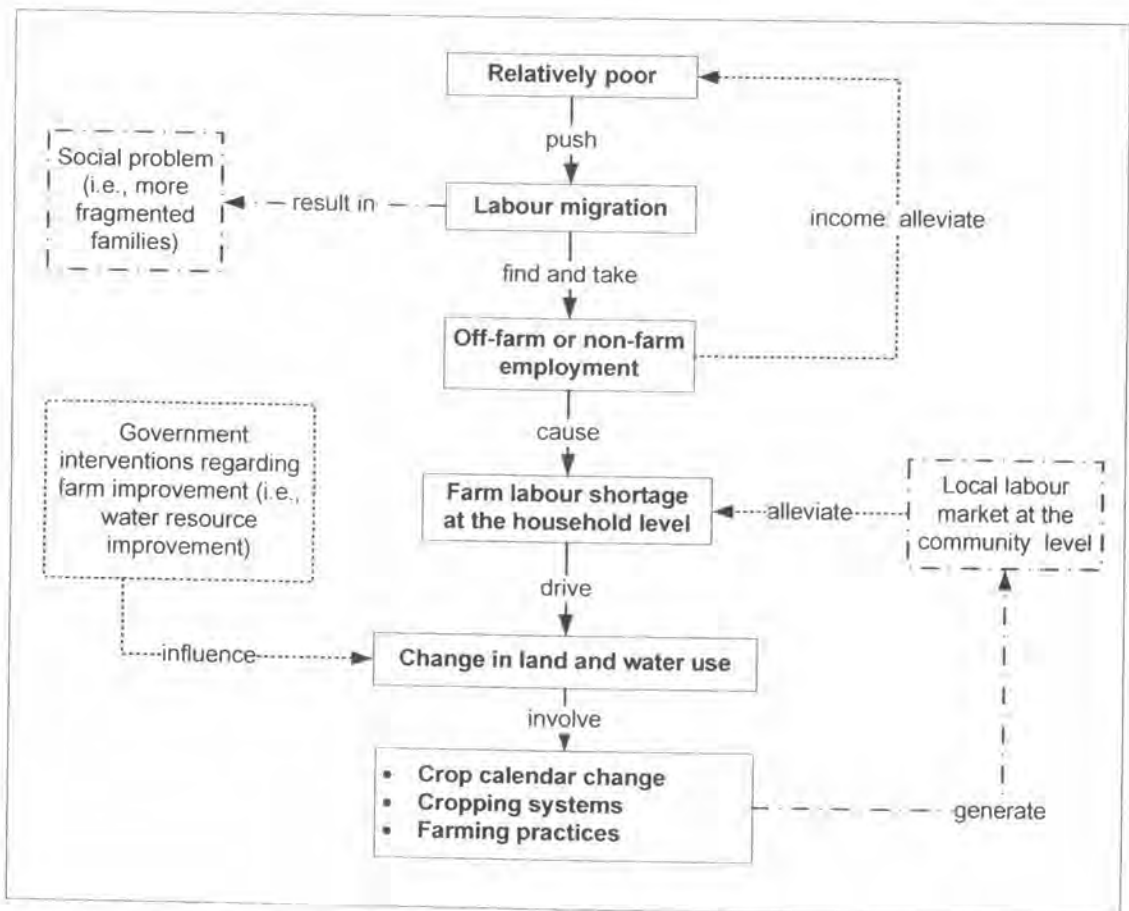 Relatively poor
push
Social problem
(i.e., more
fragmented
families)
result in
Labour migration
income alleviate
find and take
Off-farm or non-farm
employment
cause
Government
interventions regarding
farm improvement (i.e.,
water resource
improvement)
Farm labour shortage
at the household level
alleviate
Local labour
market at the
community level
drive
influence
Change in land and water use
involve
• Crop calendar change
• Cropping systems
• Farming practices
generate